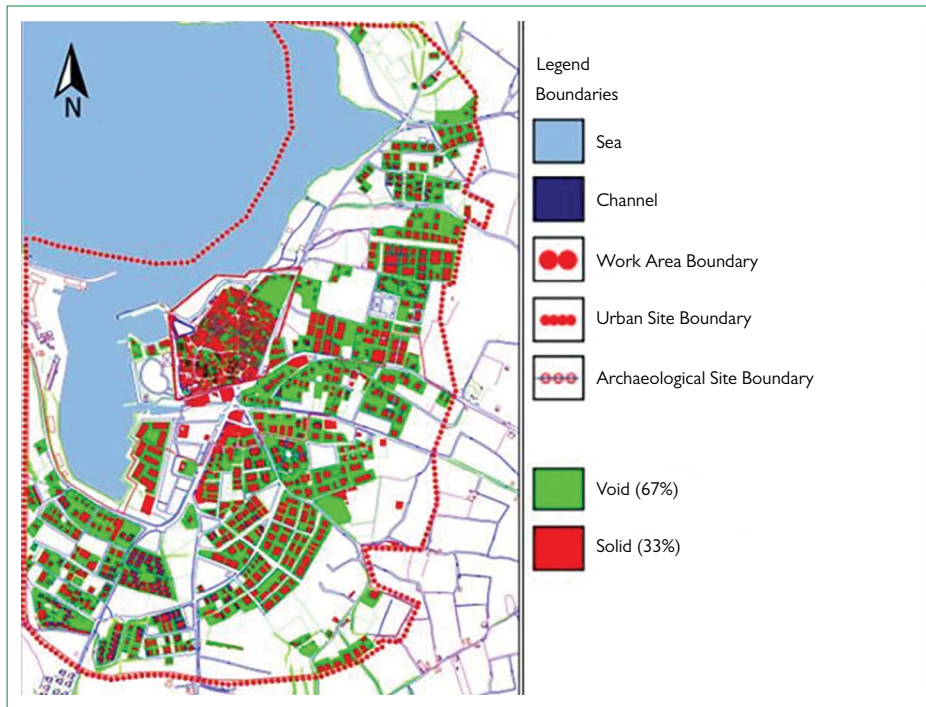 N
Legend
Boundaries
Sea
Channel
Work Area Boundary
Urban Site Boundary
Archaeological Site Boundary
Void (67%)
Solid (33%)